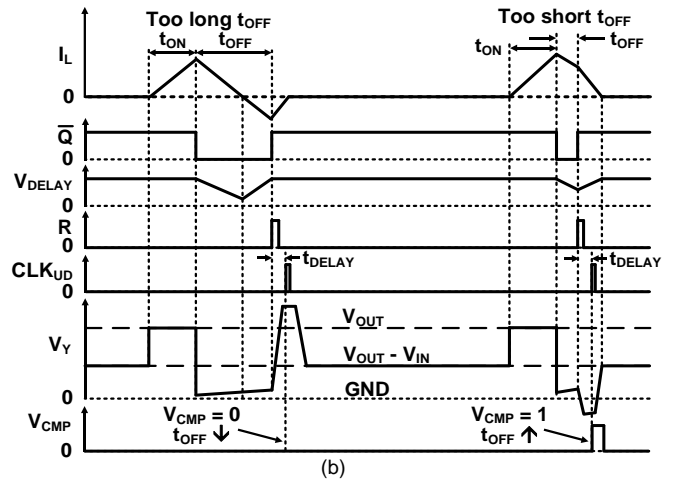 Too long tOFF
Too short tOFF
tON
tOFF
tON
tOFF
IL
0
Q
0
VDELAY
0
R
0
tDELAY
tDELAY
CLKUD
0
VOUT
VY
VOUT - VIN
0
GND
VCMP
0
VCMP = 0
tOFF ↓
VCMP = 1
tOFF ↑
(b)